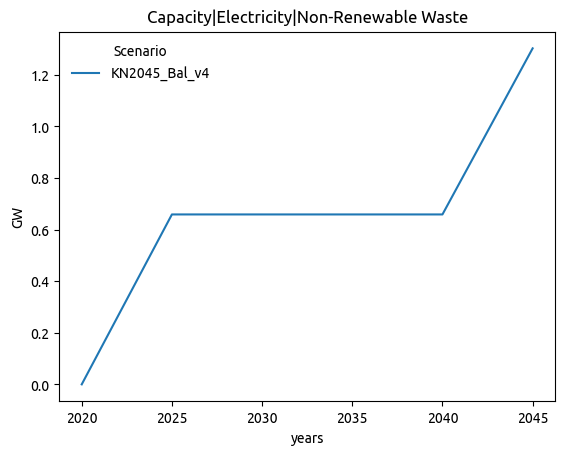 Capacity|Electricity|Non-Renewable Waste
Scenario
KN2045_Bal_v4
GW
1.2
1.0
0.8
0.6
0.4
0.2
0.0
2020 2025 2030 2035 2040 2045
years